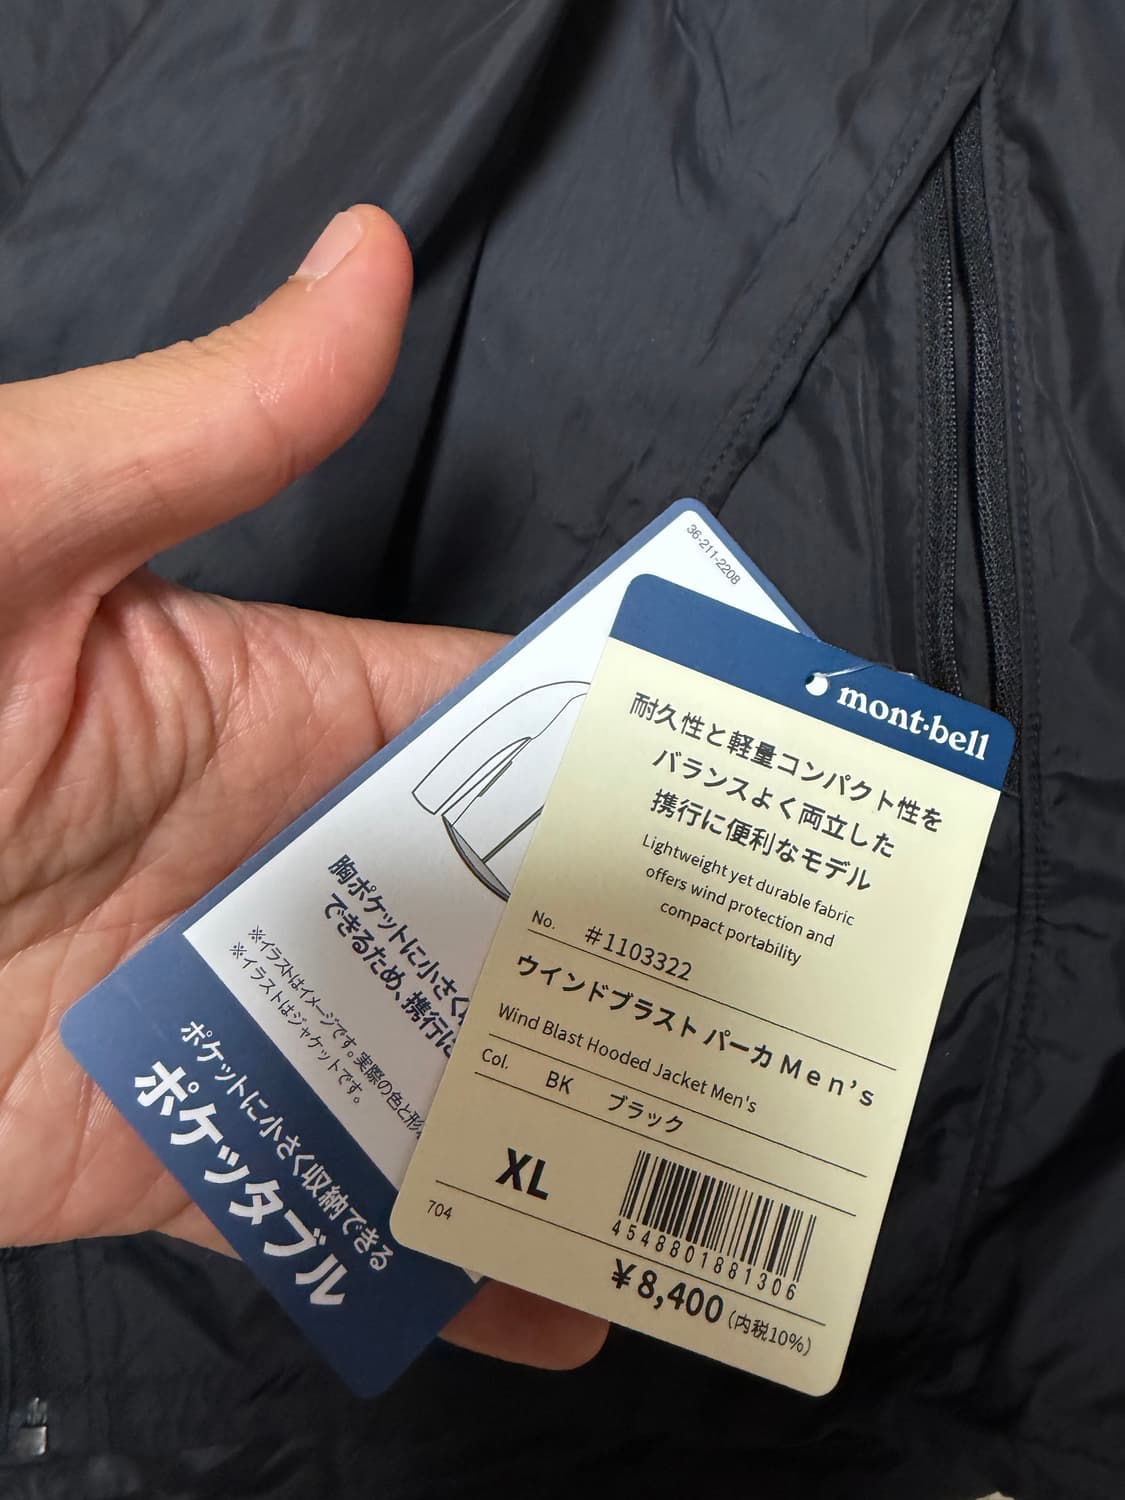 36-211-2208
胸ポケットに小さく
できるため、携行に
※イラストはイメージです。実際の色と形
※イラストはジャケットです。
ポケットに小さく収納できる
ポケッタブル
mont·bell
耐久性と軽量コンパクト性を
バランスよく両立した
携行に便利なモデル
Lightweight yet durable fabric
offers wind protection and
compact portability
No. #1103322
ウインドブラスト パーカ Men's
Wind Blast Hooded Jacket Men's
Col. BK ブラック
XL
4548801881306
704
¥8,400 (内税10%)